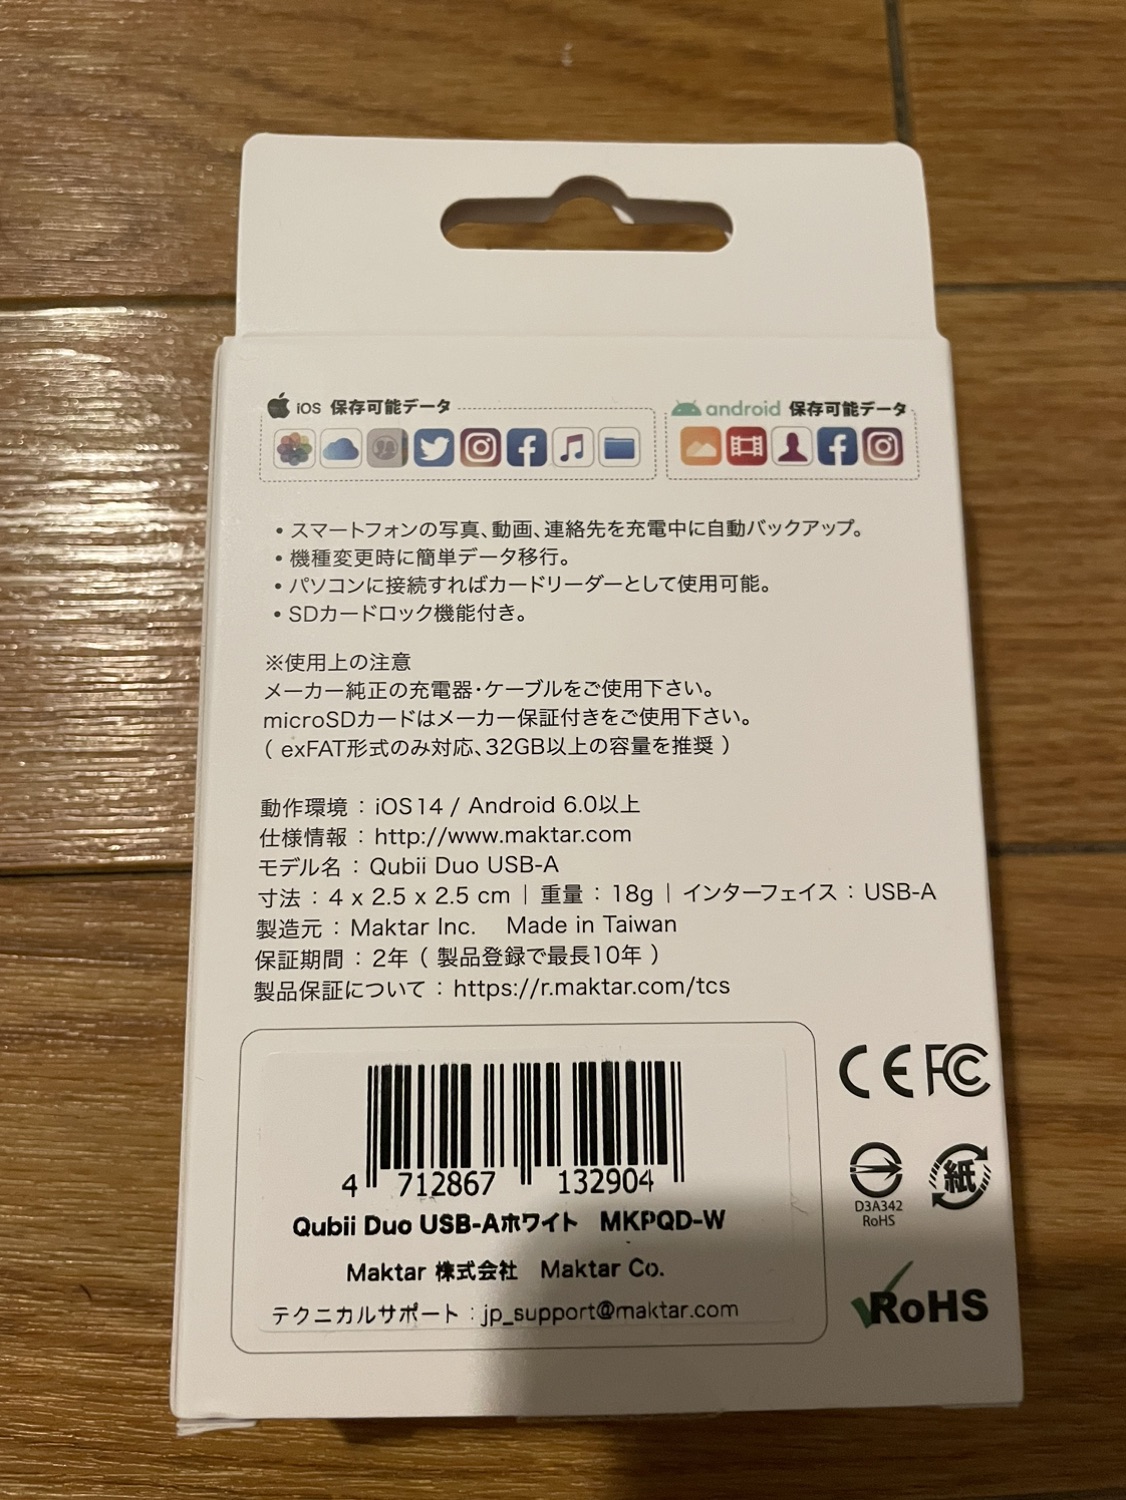 iOS 保存可能データ
android 保存可能データ
• スマートフォンの写真、動画、連絡先を充電中に自動バックアップ。
• 機種変更時に簡単データ移行。
• パソコンに接続すればカードリーダーとして使用可能。
• SDカードロック機能付き。
※使用上の注意
メーカー純正の充電器・ケーブルをご使用下さい。
microSDカードはメーカー保証付きをご使用下さい。
( exFAT形式のみ対応、32GB以上の容量を推奨 )
動作環境 : iOS14 / Android 6.0以上
仕様情報 : http://www.maktar.com
モデル名 : Qubii Duo USB-A
寸法 : 4 x 2.5 x 2.5 cm | 重量 : 18g | インターフェイス : USB-A
製造元 : Maktar Inc. Made in Taiwan
保証期間 : 2年 ( 製品登録で最長10年 )
製品保証について : https://r.maktar.com/tcs
CE FC
4 712867 132904
D3A342
RoHS
紙
Qubii Duo USB-Aホワイト MKPQD-W
Maktar 株式会社 Maktar Co.
テクニカルサポート : jp_support@maktar.com
RoHS